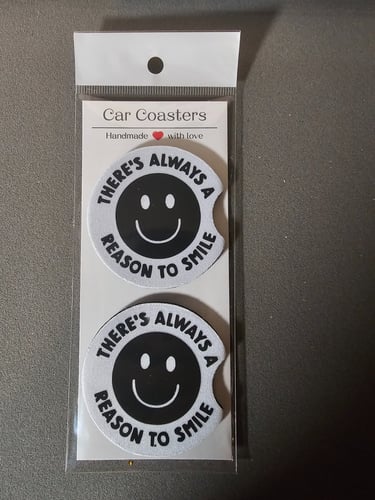 Car Coasters
Handmade ❤ with love
THERE'S ALWAYS A
REASON TO SMILE
THERE'S ALWAYS A
REASON TO SMILE